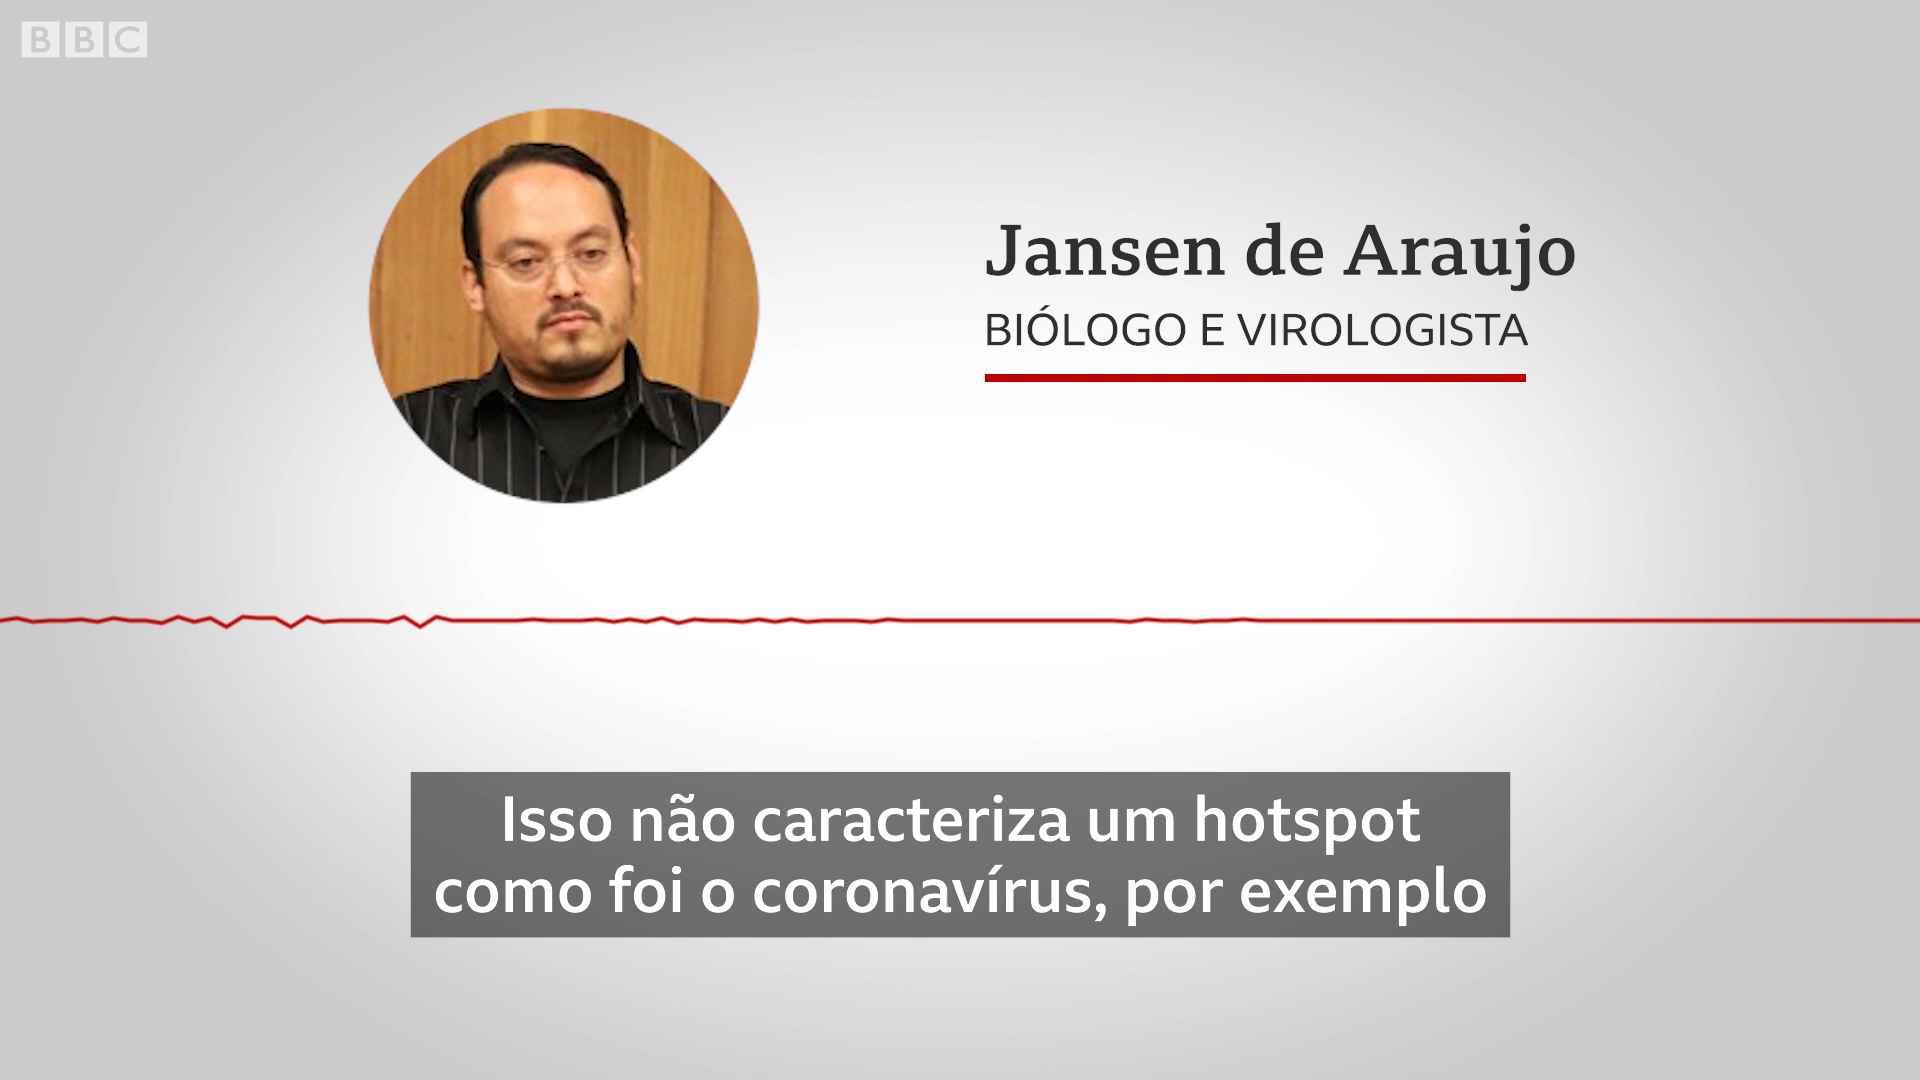 BBC
Jansen de Araujo
BIÓLOGO E VIROLOGISTA
Isso não caracteriza um hotspot
como foi o coronavírus, por exemplo